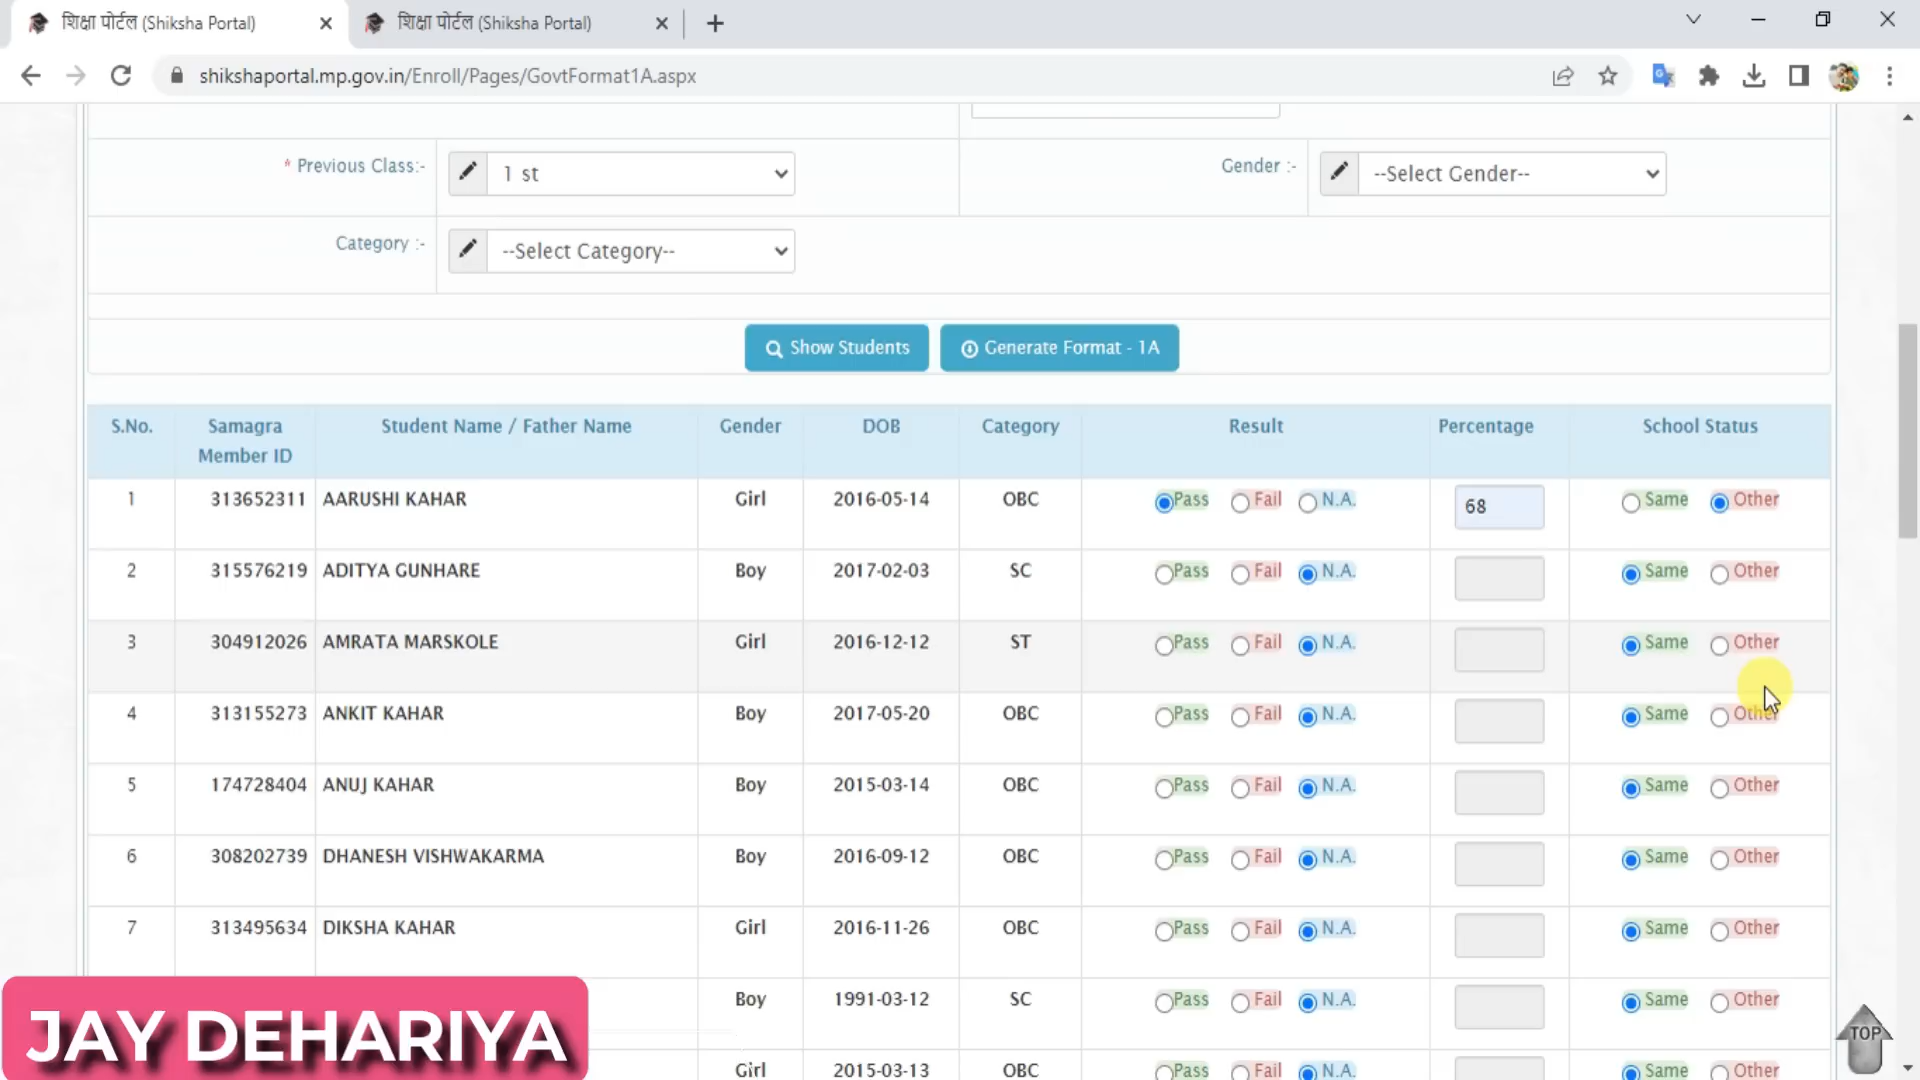 शिक्षा पोर्टल (Shiksha Portal)
शिक्षा पोर्टल (Shiksha Portal)
shikshaportal.mp.gov.in/Enroll/Pages/GovtFormat1A.aspx
* Previous Class:- 1 st Gender :- --Select Gender--
Category :- --Select Category--
Show Students Generate Format - 1A
S.No. Samagra Member ID Student Name / Father Name Gender DOB Category Result Percentage School Status
1 313652311 AARUSHI KAHAR Girl 2016-05-14 OBC Pass Fail N.A. 68 Same Other
2 315576219 ADITYA GUNHARE Boy 2017-02-03 SC Pass Fail N.A. Same Other
3 304912026 AMRATA MARSKOLE Girl 2016-12-12 ST Pass Fail N.A. Same Other
4 313155273 ANKIT KAHAR Boy 2017-05-20 OBC Pass Fail N.A. Same Other
5 174728404 ANUJ KAHAR Boy 2015-03-14 OBC Pass Fail N.A. Same Other
6 308202739 DHANESH VISHWAKARMA Boy 2016-09-12 OBC Pass Fail N.A. Same Other
7 313495634 DIKSHA KAHAR Girl 2016-11-26 OBC Pass Fail N.A. Same Other
Boy 1991-03-12 SC Pass Fail N.A. Same Other
Girl 2015-03-13 OBC Pass Fail N.A. Same Other
JAY DEHARIYA
TOP